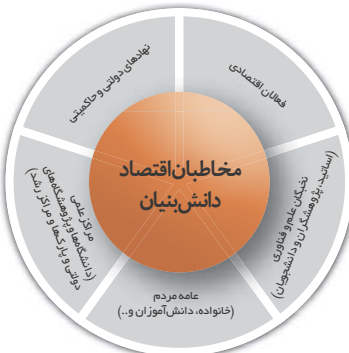 مخاطبان اقتصاد
دانش‌بنیان
فعالان اقتصادی
نخبگان علم و فناوری
(اساتید، پژوهشگران و دانشجویان)
عامه مردم
(خانواده، دانش‌آموزان و..)
مراکز علمی
(دانشگاه‌ها و پژوهشگاه‌های
دولتی و پارک‌ها و مراکز رشد)
نهادهای دولتی و حاکمیتی